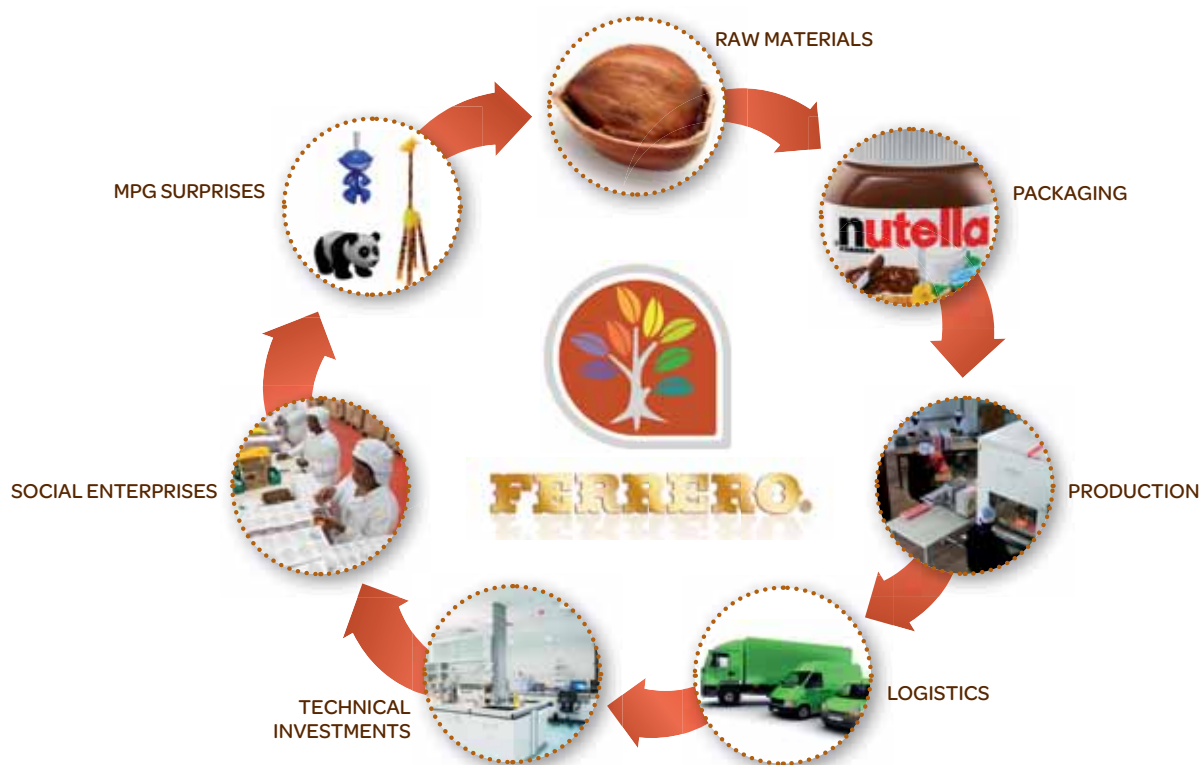 RAW MATERIALS
PACKAGING
nutella
PRODUCTION
LOGISTICS
TECHNICAL
INVESTMENTS
SOCIAL ENTERPRISES
MPG SURPRISES
FERRERO.